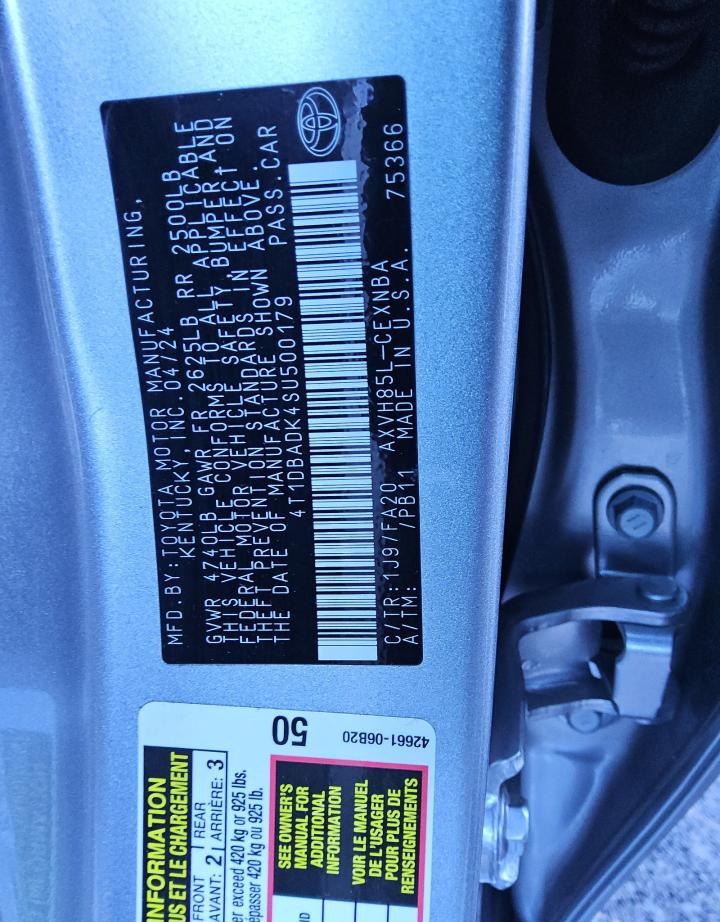 MFD.BY:TOYOTA MOTOR MANUFACTURING,
KENTUCKY, INC. 04/24
GVWR 4740LB GAWR FR 2625LB RR 2500LB
THIS VEHICLE CONFORMS TO ALL APPLICABLE
FEDERAL MOTOR VEHICLE SAFETY, BUMPER AND
THEFT PREVENTION STANDARDS IN EFFECT ON
THE DATE OF MANUFACTURE SHOWN ABOVE.
4T1DBADK4SU500179 PASS.CAR
C/TR:1J97FA20 AXVH85L-CEXNBA 75366
A/TM: /PB11 MADE IN U.S.A.
50
42661-06B20
INFORMATION
US ET LE CHARGEMENT
FRONT
AVANT: 2
REAR
ARRIÈRE: 3
er exceed 420 kg or 925 lbs.
épasser 420 kg ou 925 lb.
SEE OWNER'S
MANUAL FOR
ADDITIONAL
INFORMATION
VOIR LE MANUEL
DE L'USAGER
POUR PLUS DE
RENSEIGNEMENTS